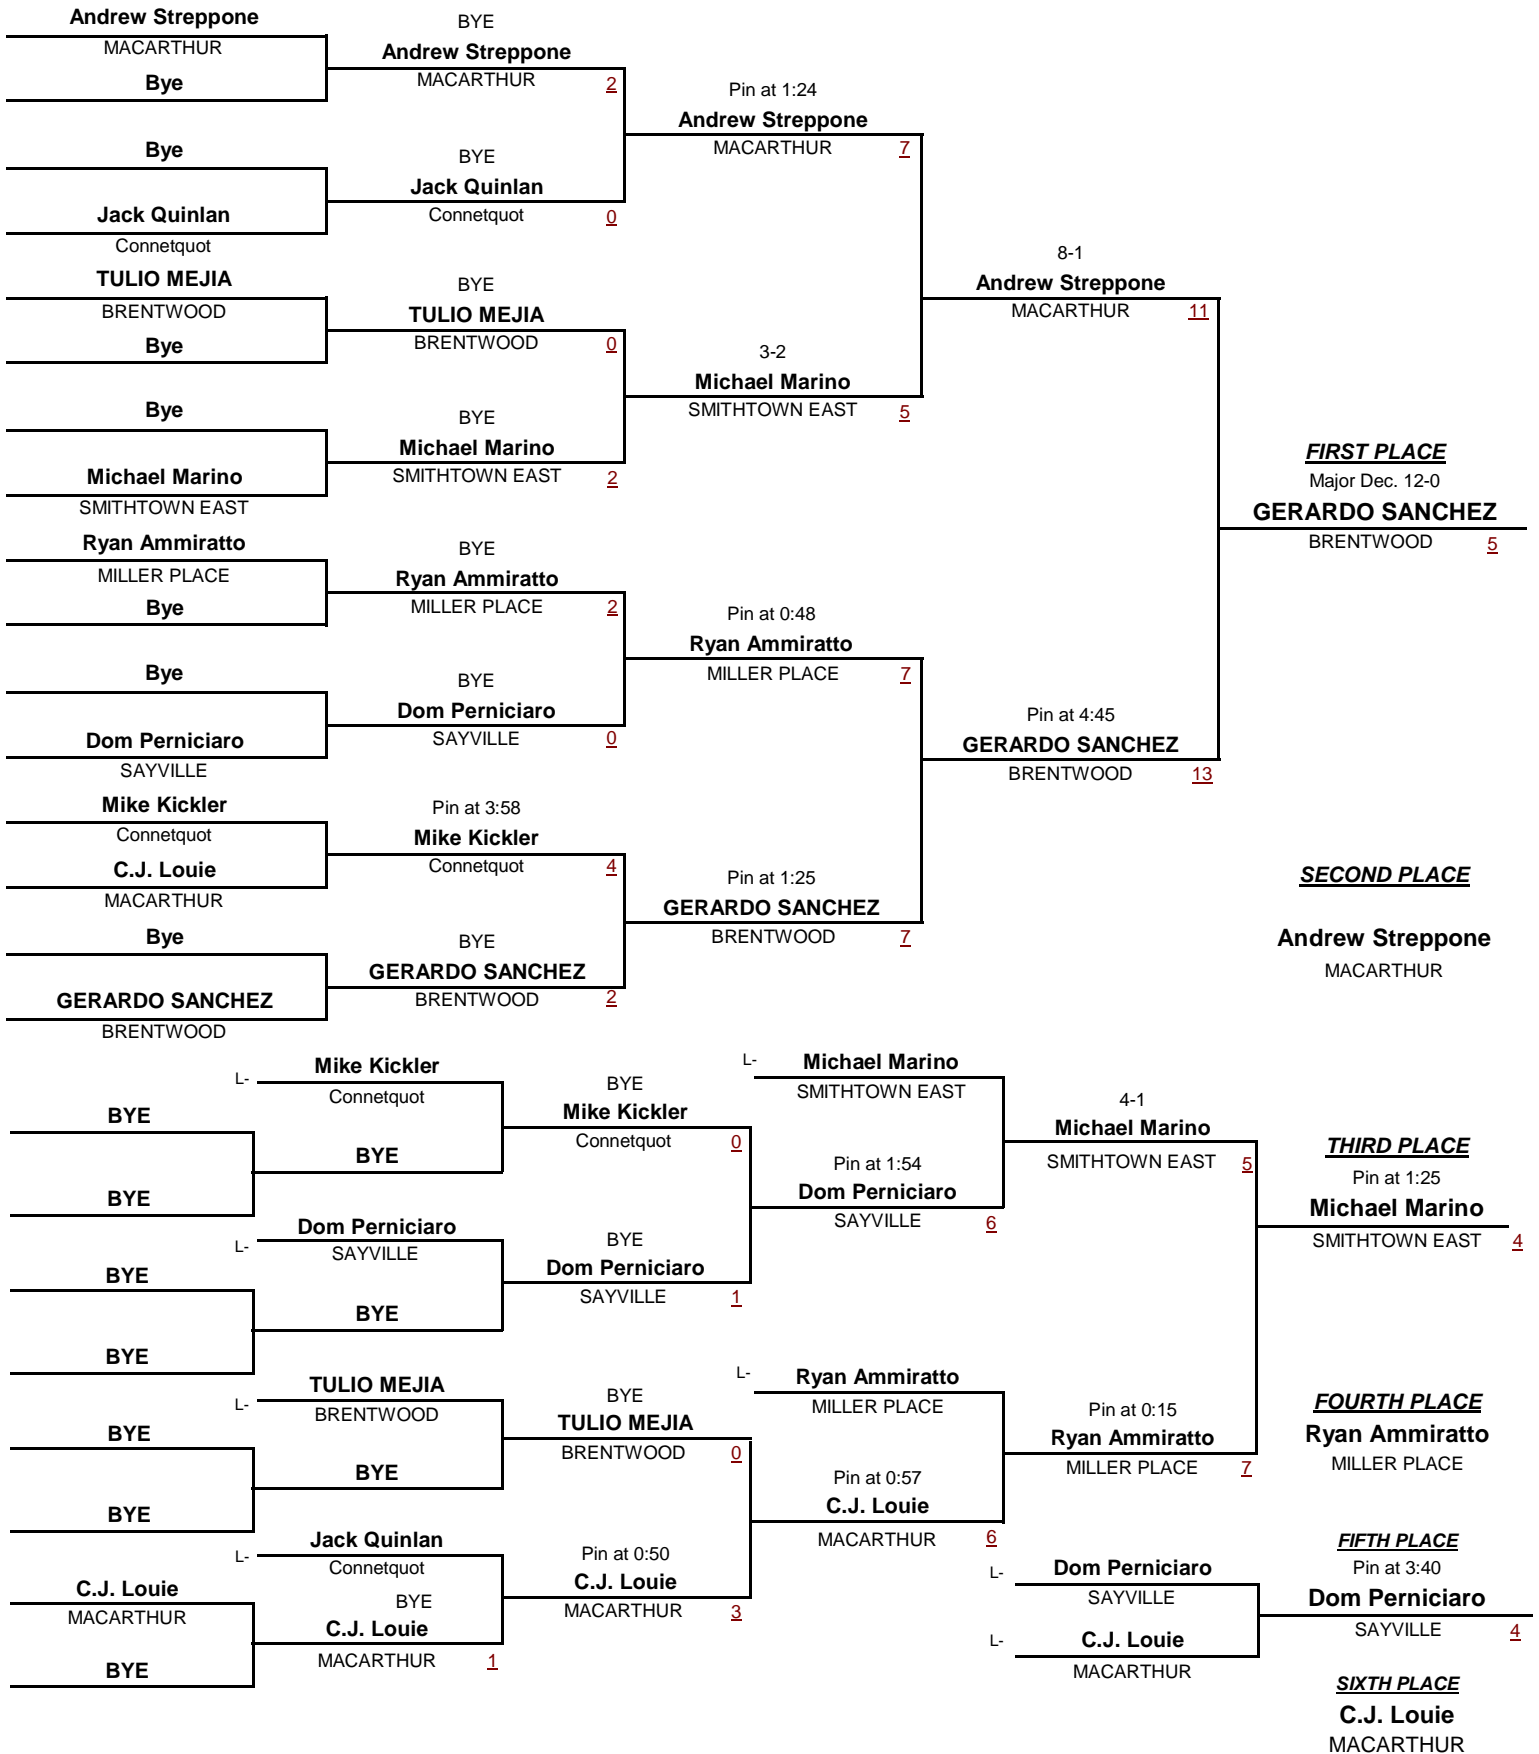 Andrew Streppone
MACARTHUR
Bye
Bye
Jack Quinlan
Connetquot
TULIO MEJIA
BRENTWOOD
Bye
Bye
Michael Marino
SMITHTOWN EAST
Ryan Ammiratto
MILLER PLACE
Bye
Bye
Dom Perniciaro
SAYVILLE
Mike Kickler
Connetquot
C.J. Louie
MACARTHUR
Bye
GERARDO SANCHEZ
BRENTWOOD
BYE
Andrew Streppone
MACARTHUR 2
BYE
Jack Quinlan
Connetquot 0
BYE
TULIO MEJIA
BRENTWOOD 0
BYE
Michael Marino
SMITHTOWN EAST 2
BYE
Ryan Ammiratto
MILLER PLACE 2
BYE
Dom Perniciaro
SAYVILLE 0
Pin at 3:58
Mike Kickler
Connetquot 4
BYE
GERARDO SANCHEZ
BRENTWOOD 2
Pin at 1:24
Andrew Streppone
MACARTHUR 7
3-2
Michael Marino
SMITHTOWN EAST 5
Pin at 0:48
Ryan Ammiratto
MILLER PLACE 7
Pin at 1:25
GERARDO SANCHEZ
BRENTWOOD 7
8-1
Andrew Streppone
MACARTHUR 11
Pin at 4:45
GERARDO SANCHEZ
BRENTWOOD 13
FIRST PLACE
Major Dec. 12-0
GERARDO SANCHEZ
BRENTWOOD 5
SECOND PLACE
Andrew Streppone
MACARTHUR
BYE
BYE
BYE
BYE
BYE
BYE
C.J. Louie
MACARTHUR
BYE
L- Mike Kickler
Connetquot
BYE
L- Dom Perniciaro
SAYVILLE
BYE
L- TULIO MEJIA
BRENTWOOD
BYE
L- Jack Quinlan
Connetquot
BYE
C.J. Louie
MACARTHUR 1
BYE
Mike Kickler
Connetquot 0
BYE
Dom Perniciaro
SAYVILLE 1
BYE
TULIO MEJIA
BRENTWOOD 0
Pin at 0:50
C.J. Louie
MACARTHUR 3
L- Michael Marino
SMITHTOWN EAST
Pin at 1:54
Dom Perniciaro
SAYVILLE 6
L- Ryan Ammiratto
MILLER PLACE
Pin at 0:57
C.J. Louie
MACARTHUR 6
4-1
Michael Marino
SMITHTOWN EAST 5
Pin at 0:15
Ryan Ammiratto
MILLER PLACE 7
L- Dom Perniciaro
SAYVILLE
L- C.J. Louie
MACARTHUR
THIRD PLACE
Pin at 1:25
Michael Marino
SMITHTOWN EAST 4
FOURTH PLACE
Ryan Ammiratto
MILLER PLACE
FIFTH PLACE
Pin at 3:40
Dom Perniciaro
SAYVILLE 4
SIXTH PLACE
C.J. Louie
MACARTHUR